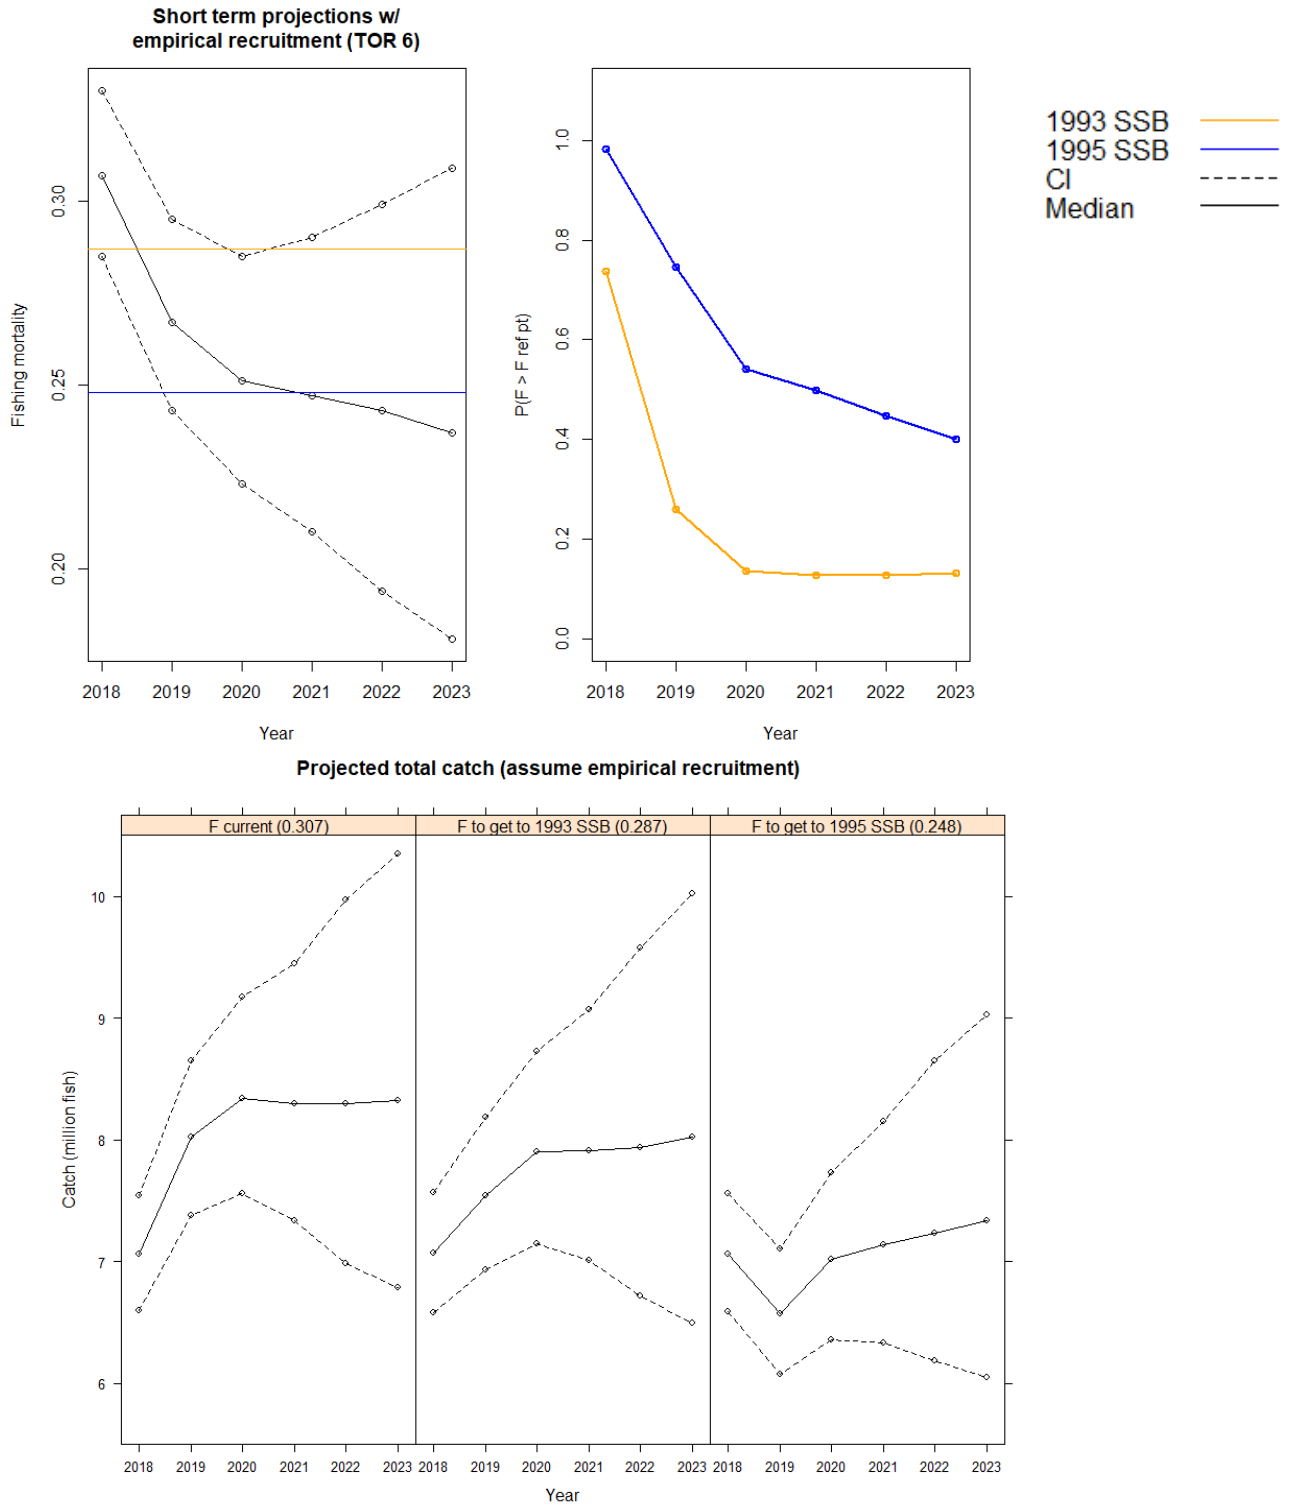 Short term projections w/
empirical recruitment (TOR 6)
Fishing mortality
0.30
0.25
0.20
2018 2019 2020 2021 2022 2023
Year
P(F > F ref pt)
1.0
0.8
0.6
0.4
0.2
0.0
2018 2019 2020 2021 2022 2023
Year
1993 SSB
1995 SSB
CI
Median
Projected total catch (assume empirical recruitment)
F current (0.307)
F to get to 1993 SSB (0.287)
F to get to 1995 SSB (0.248)
Catch (million fish)
10
9
8
7
6
2018 2019 2020 2021 2022 2023
2018 2019 2020 2021 2022 2023
2018 2019 2020 2021 2022 2023
Year